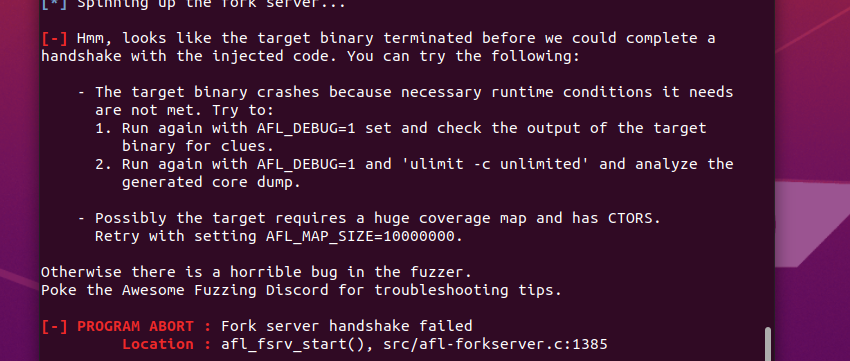 [*] Spinning up the fork server...
[-] Hmm, looks like the target binary terminated before we could complete a
handshake with the injected code. You can try the following:
- The target binary crashes because necessary runtime conditions it needs
are not met. Try to:
1. Run again with AFL_DEBUG=1 set and check the output of the target
binary for clues.
2. Run again with AFL_DEBUG=1 and 'ulimit -c unlimited' and analyze the
generated core dump.
- Possibly the target requires a huge coverage map and has CTORS.
Retry with setting AFL_MAP_SIZE=10000000.
Otherwise there is a horrible bug in the fuzzer.
Poke the Awesome Fuzzing Discord for troubleshooting tips.
[-] PROGRAM ABORT : Fork server handshake failed
Location : afl_fsrv_start(), src/afl-forkserver.c:1385